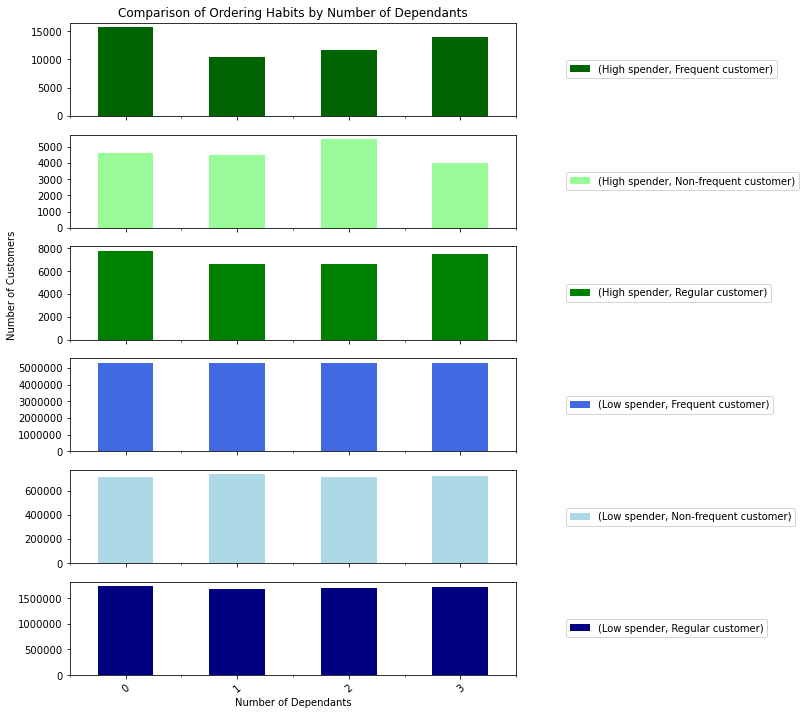 Comparison of Ordering Habits by Number of Dependants
15000
10000
5000
0
(High spender, Frequent customer)
5000
4000
3000
2000
1000
0
(High spender, Non-frequent customer)
8000
6000
4000
2000
0
(High spender, Regular customer)
Number of Customers
5000000
4000000
3000000
2000000
1000000
0
(Low spender, Frequent customer)
600000
400000
200000
0
(Low spender, Non-frequent customer)
1500000
1000000
500000
0
(Low spender, Regular customer)
0 1 2 3
Number of Dependants